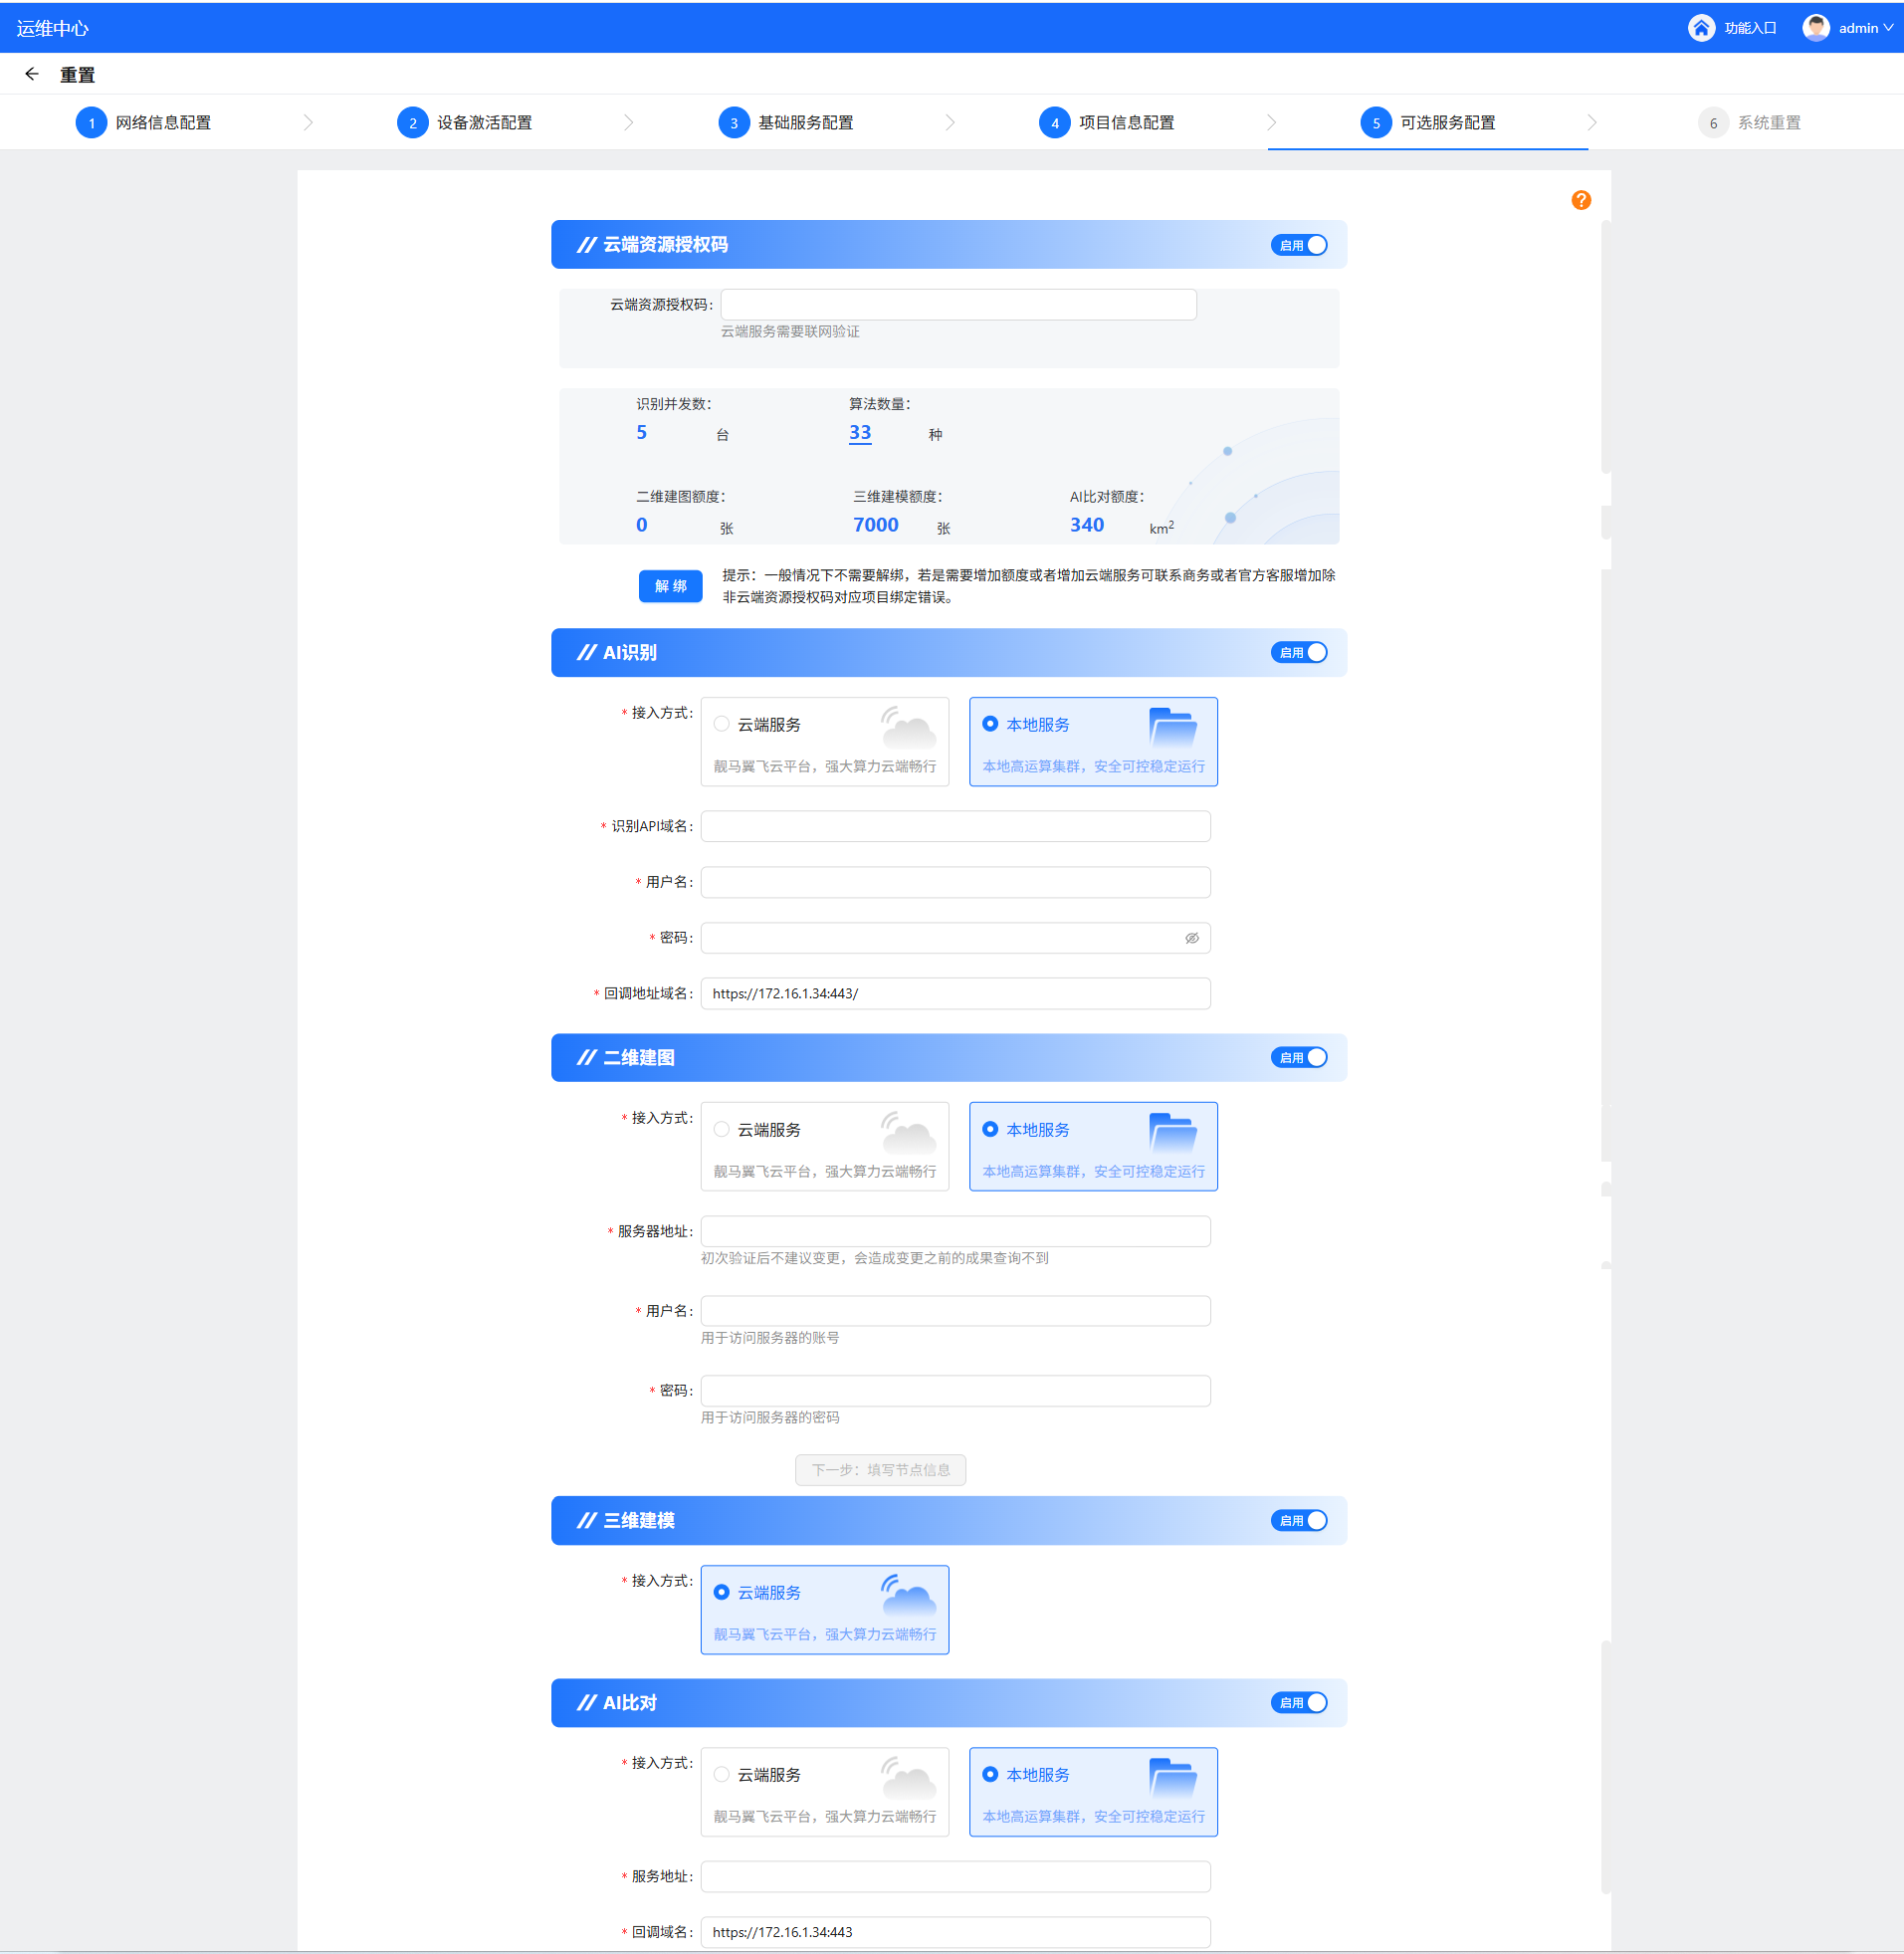 运维中心
功能入口
admin
重置
1 网络信息配置
2 设备激活配置
3 基础服务配置
4 项目信息配置
5 可选服务配置
6 系统重置
?
云端资源授权码
启用
云端资源授权码:
云端服务需要联网验证
识别并发数:
算法数量:
5 台
33 种
二维建图额度:
三维建模额度:
AI比对额度:
0 张
7000 张
340 km²
解 绑
提示：一般情况下不需要解绑，若是需要增加额度或者增加云端服务可联系商务或者官方客服增加除
非云端资源授权码对应项目绑定错误。
AI识别
启用
* 接入方式:
云端服务
本地服务
靓马翼飞云平台，强大算力云端畅行
本地高运算集群，安全可控稳定运行
* 识别API域名:
* 用户名:
* 密码:
* 回调地址域名:
https://172.16.1.34:443/
二维建图
启用
* 接入方式:
云端服务
本地服务
靓马翼飞云平台，强大算力云端畅行
本地高运算集群，安全可控稳定运行
* 服务器地址:
初次验证后不建议变更，会造成变更之前的成果查询不到
* 用户名:
用于访问服务器的账号
* 密码:
用于访问服务器的密码
下一步：填写节点信息
三维建模
启用
* 接入方式:
云端服务
靓马翼飞云平台，强大算力云端畅行
AI比对
启用
* 接入方式:
云端服务
本地服务
靓马翼飞云平台，强大算力云端畅行
本地高运算集群，安全可控稳定运行
* 服务地址:
* 回调域名:
https://172.16.1.34:443